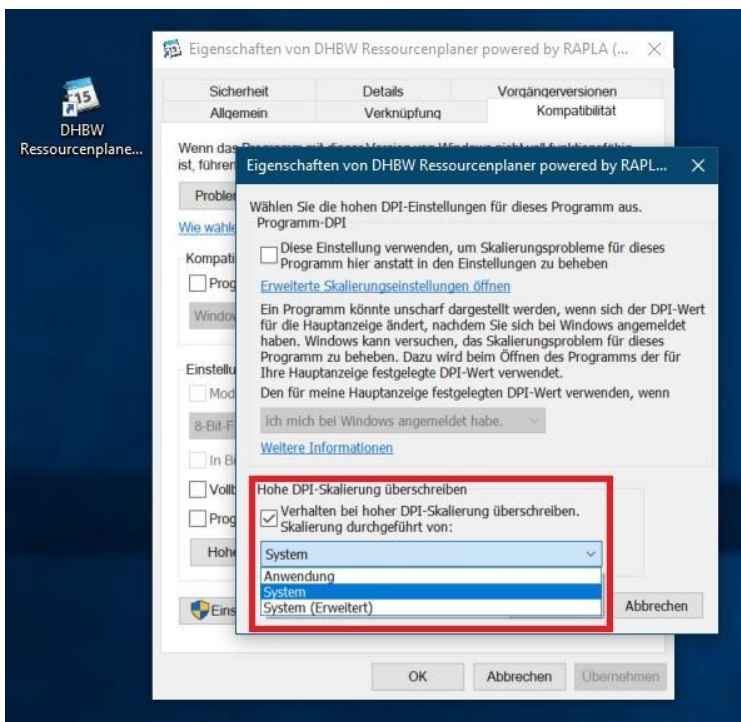 Eigenschaften von DHBW Ressourcenplaner powered by RAPLA (...
15
DHBW
Ressourcenplane...
Sicherheit Details Vorgängerversionen
Allgemein Verknüpfung Kompatibilität
Wenn das
ist, führen
Eigenschaften von DHBW Ressourcenplaner powered by RAPL...
Wählen Sie die hohen DPI-Einstellungen für dieses Programm aus.
Programm-DPI
Diese Einstellung verwenden, um Skalierungsprobleme für dieses
Programm hier anstatt in den Einstellungen zu beheben
Erweiterte Skalierungseinstellungen öffnen
Ein Programm könnte unscharf dargestellt werden, wenn sich der DPI-Wert
für die Hauptanzeige ändert, nachdem Sie sich bei Windows angemeldet
haben. Windows kann versuchen, das Skalierungsproblem für dieses
Programm zu beheben. Dazu wird beim Öffnen des Programms der für
Ihre Hauptanzeige festgelegte DPI-Wert verwendet.
Den für meine Hauptanzeige festgelegten DPI-Wert verwenden, wenn
ich mich bei Windows angemeldet habe.
Weitere Informationen
Hohe DPI-Skalierung überschreiben
Verhalten bei hoher DPI-Skalierung überschreiben.
Skalierung durchgeführt von:
System
Anwendung
System
System (Erweitert)
Abbrechen
Problem
Wie wähle
Kompati
Prog
Window
Einstellu
Mod
8-Bit-F
In Bi
Vollb
Prog
Hohe
Eins
OK Abbrechen Übernehmen